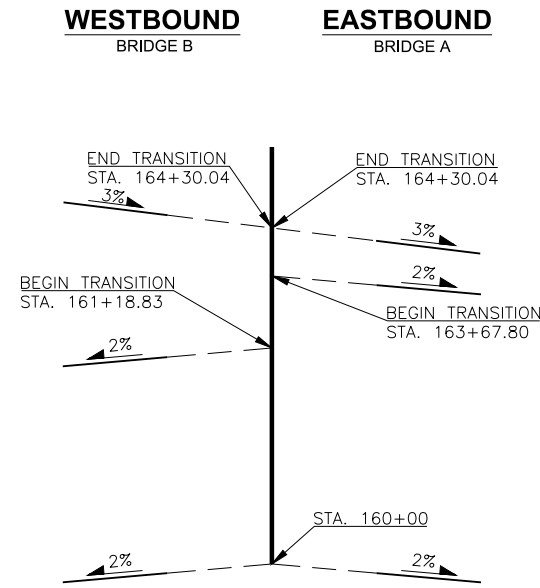 WESTBOUND
BRIDGE B
EASTBOUND
BRIDGE A
END TRANSITION
STA. 164+30.04
3%
END TRANSITION
STA. 164+30.04
3%
2%
BEGIN TRANSITION
STA. 161+18.83
2%
BEGIN TRANSITION
STA. 163+67.80
STA. 160+00
2%
2%